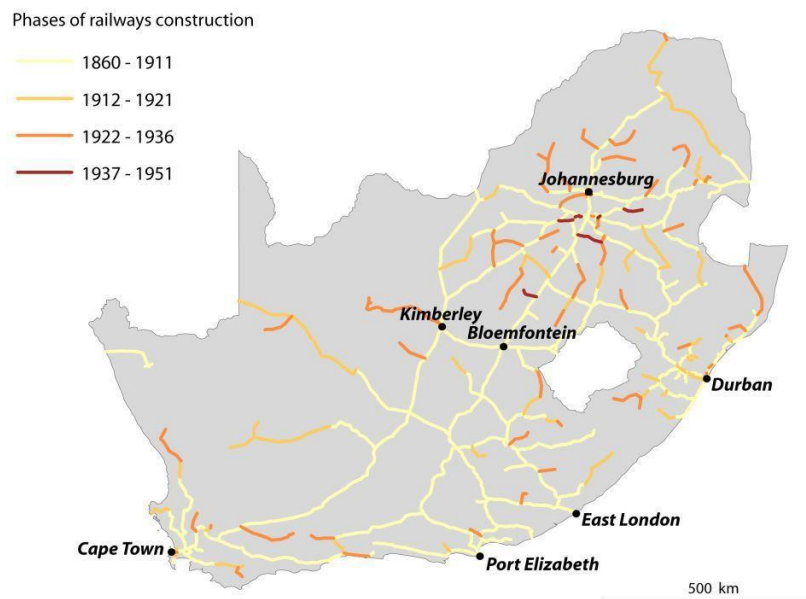 Phases of railways construction
1860 - 1911
1912 - 1921
1922 - 1936
1937 - 1951
Johannesburg
Kimberley
Bloemfontein
Durban
East London
Cape Town
Port Elizabeth
500 km